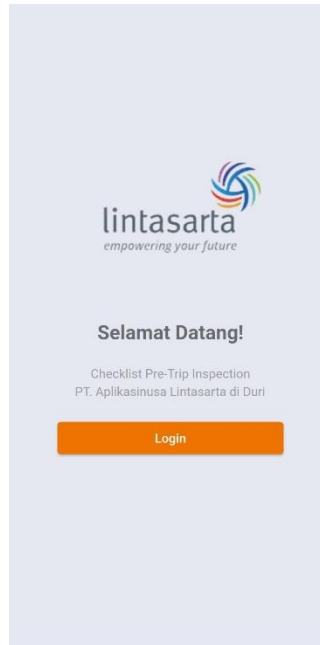 lintasarta
empowering your future
Selamat Datang!
Checklist Pre-Trip Inspection
PT. Aplikasinusa Lintasarta di Duri
Login